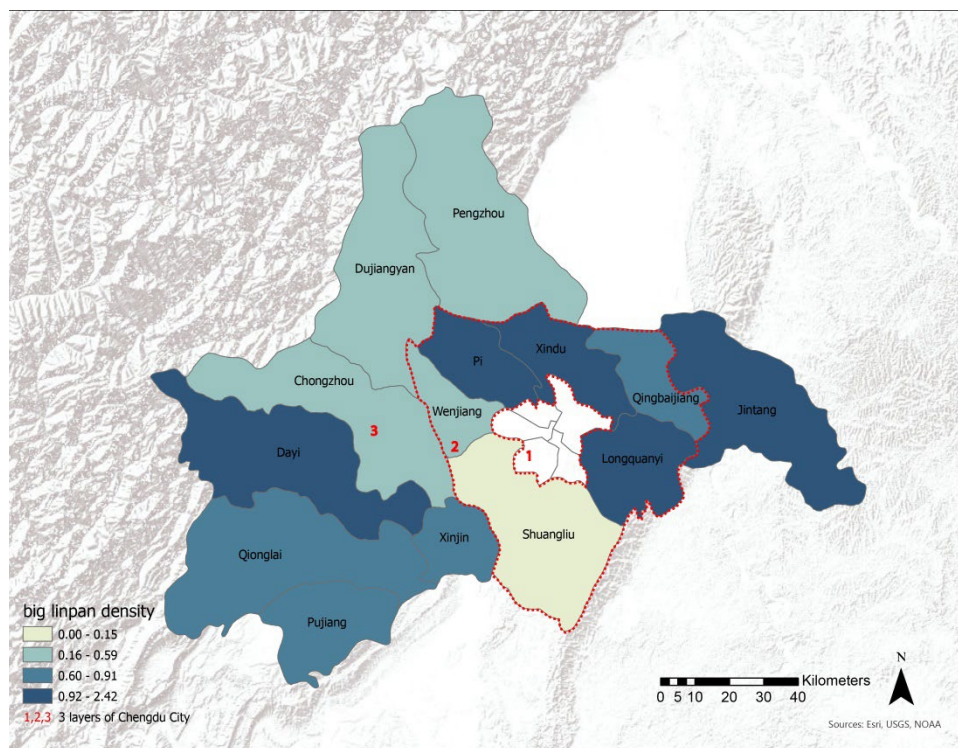 Pengzhou
Dujiangyan
Xindu
Pi
Chongzhou
Qingbaijiang
Jintang
Wenjiang
3
2
Dayi
1
Longquanyi
Shuangliu
Xinjin
Qionglai
Pujiang
big linpan density
0.00 - 0.15
0.16 - 0.59
0.60 - 0.91
0.92 - 2.42
1,2,3 3 layers of Chengdu City
N
Kilometers
0 5 10 20 30 40
Sources: Esri, USGS, NOAA